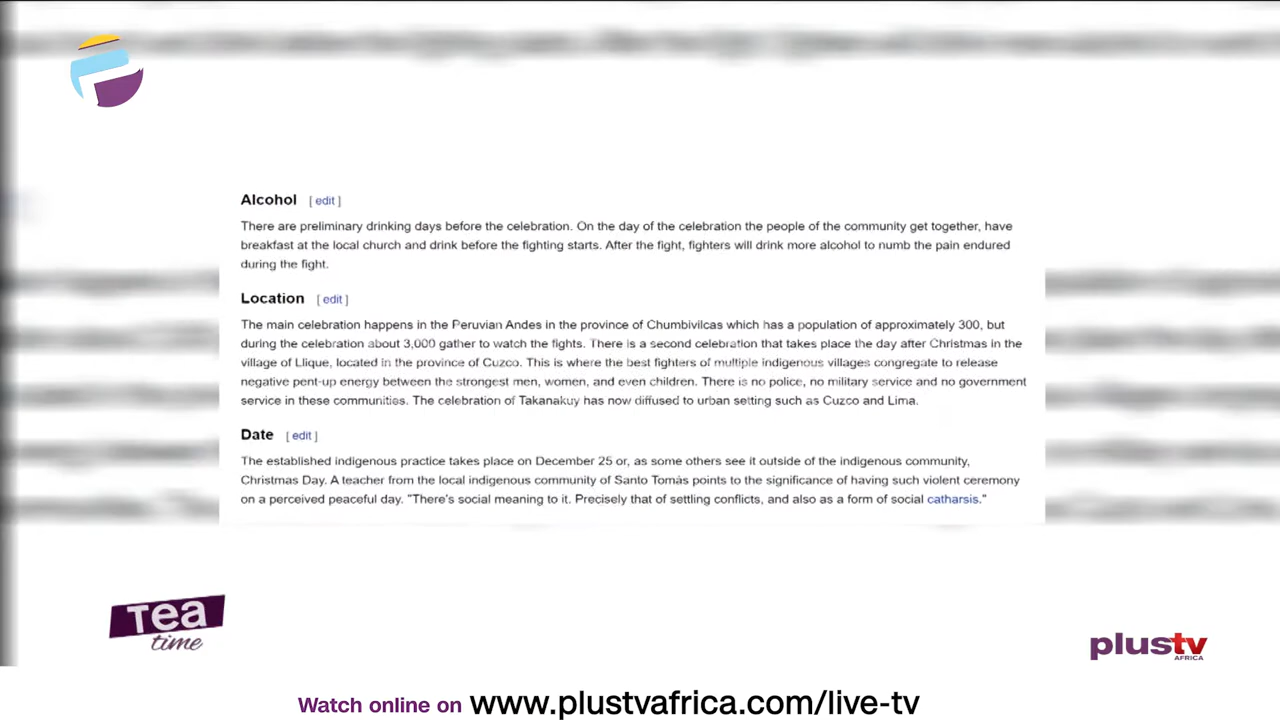 Alcohol [ edit ]
There are preliminary drinking days before the celebration. On the day of the celebration the people of the community get together, have
breakfast at the local church and drink before the fighting starts. After the fight, fighters will drink more alcohol to numb the pain endured
during the fight.
Location [ edit ]
The main celebration happens in the Peruvian Andes in the province of Chumbivilcas which has a population of approximately 300, but
during the celebration about 3,000 gather to watch the fights. There is a second celebration that takes place the day after Christmas in the
village of Llique, located in the province of Cuzco. This is where the best fighters of multiple indigenous villages congregate to release
negative pent-up energy between the strongest men, women, and even children. There is no police, no military service and no government
service in these communities. The celebration of Takanakuy has now diffused to urban setting such as Cuzco and Lima.
Date [ edit ]
The established indigenous practice takes place on December 25 or, as some others see it outside of the indigenous community,
Christmas Day. A teacher from the local indigenous community of Santo Tomás points to the significance of having such violent ceremony
on a perceived peaceful day. "There's social meaning to it. Precisely that of settling conflicts, and also as a form of social catharsis."
Tea
time
plustv
AFRICA
Watch online on www.plustvafrica.com/live-tv